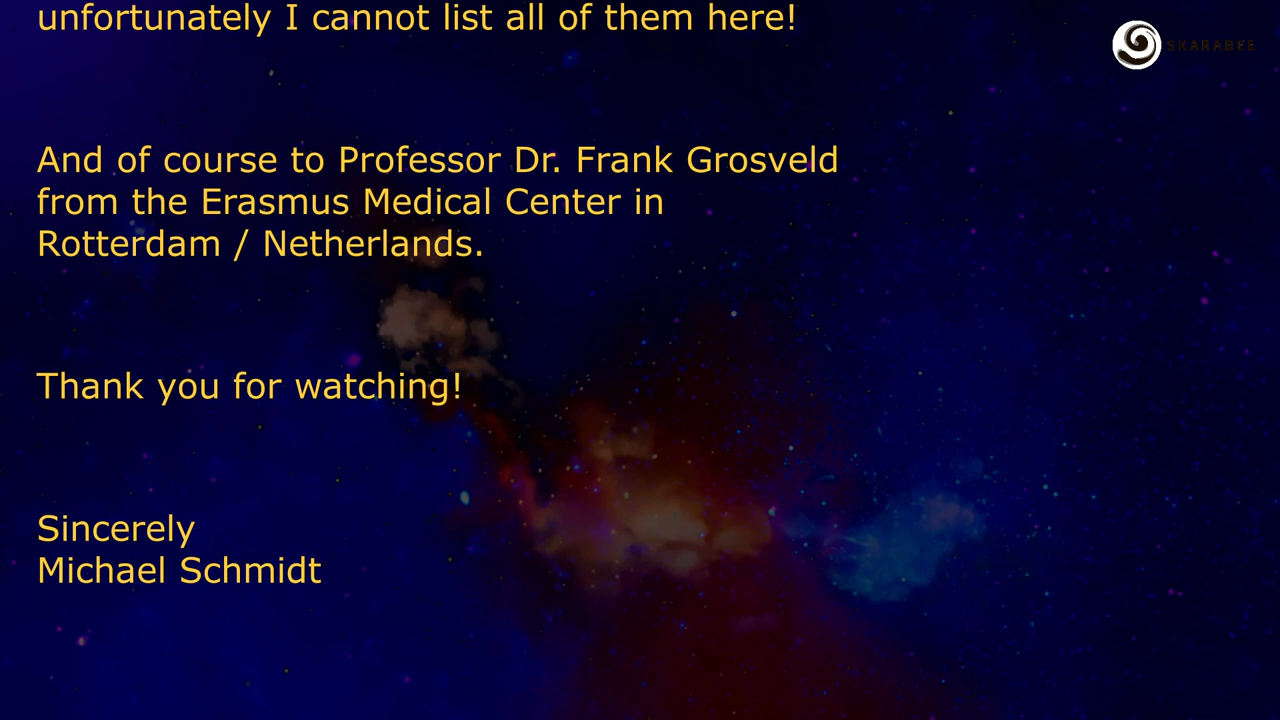 unfortunately I cannot list all of them here!
SKARABEE
And of course to Professor Dr. Frank Grosveld
from the Erasmus Medical Center in
Rotterdam / Netherlands.
Thank you for watching!
Sincerely
Michael Schmidt